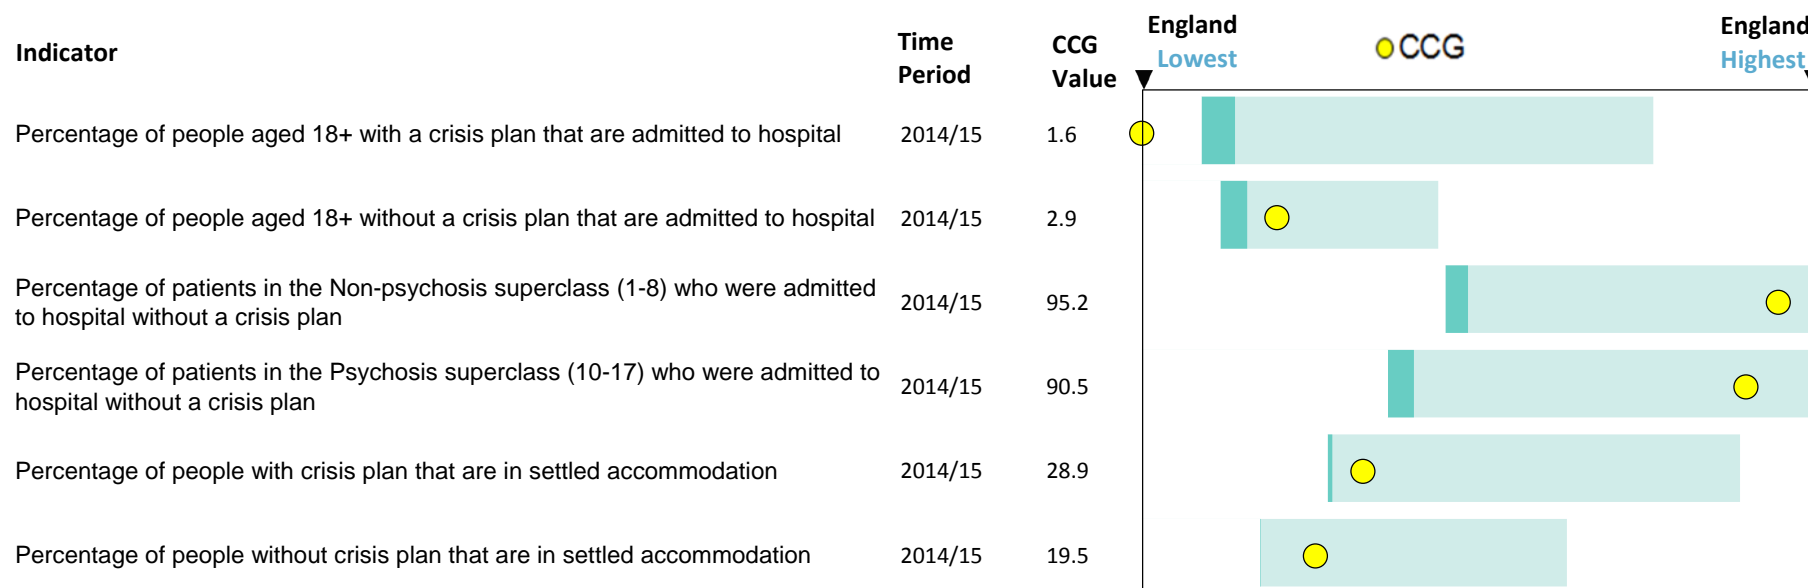 Indicator
Time Period
CCG Value
England Lowest
CCG
England Highest
Percentage of people aged 18+ with a crisis plan that are admitted to hospital 2014/15 1.6
Percentage of people aged 18+ without a crisis plan that are admitted to hospital 2014/15 2.9
Percentage of patients in the Non-psychosis superclass (1-8) who were admitted
to hospital without a crisis plan
2014/15 95.2
Percentage of patients in the Psychosis superclass (10-17) who were admitted to
hospital without a crisis plan
2014/15 90.5
Percentage of people with crisis plan that are in settled accommodation 2014/15 28.9
Percentage of people without crisis plan that are in settled accommodation 2014/15 19.5